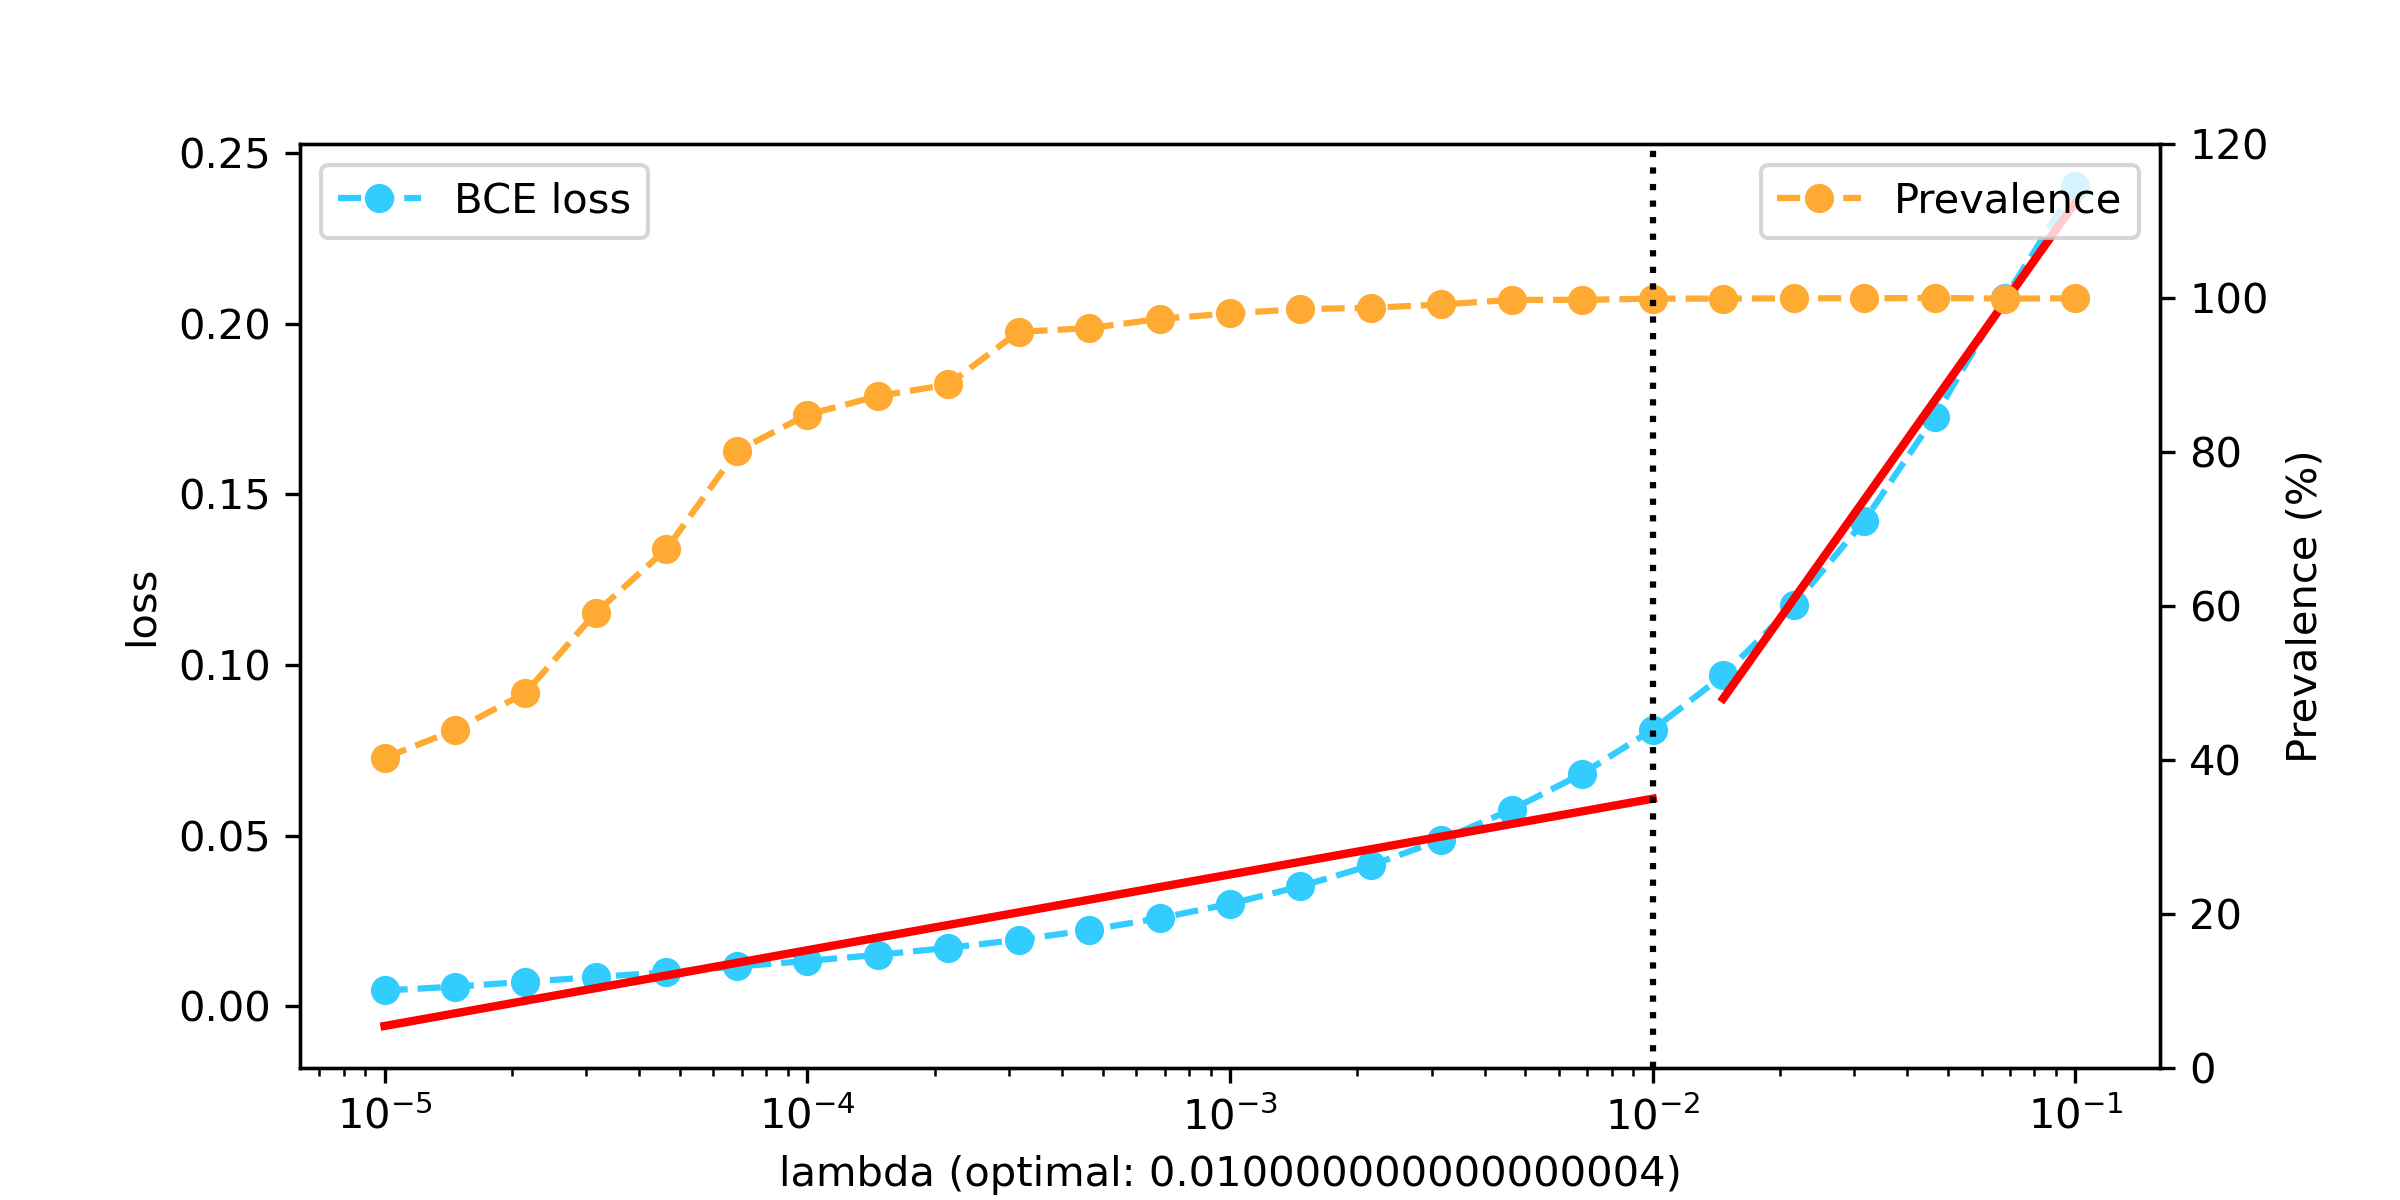 BCE loss
Prevalence
0.25
0.20
0.15
0.10
0.05
0.00
loss
120
100
80
60
40
20
0
Prevalence (%)
10⁻⁵ 10⁻⁴ 10⁻³ 10⁻² 10⁻¹
lambda (optimal: 0.010000000000000004)